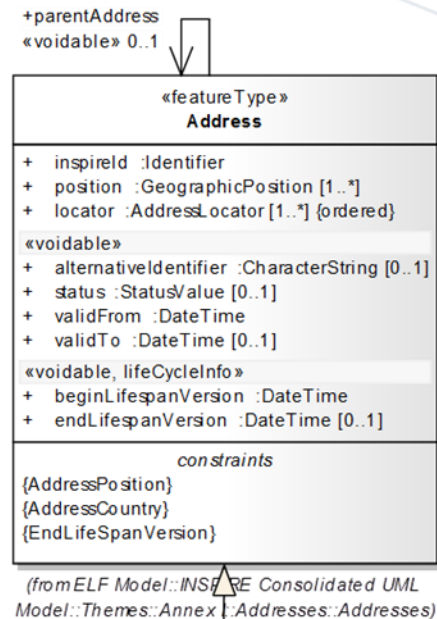 +parentAddress
«voidable» 0..1
«featureType»
Address
+ inspireId :Identifier
+ position :GeographicPosition [1..*]
+ locator :AddressLocator [1..*] {ordered}
«voidable»
+ alternativeIdentifier :CharacterString [0..1]
+ status :StatusValue [0..1]
+ validFrom :DateTime
+ validTo :DateTime [0..1]
«voidable, lifeCycleInfo»
+ beginLifespanVersion :DateTime
+ endLifespanVersion :DateTime [0..1]
constraints
{AddressPosition}
{AddressCountry}
{EndLifeSpanVersion}
(from ELF Model::INSPIRE Consolidated UML
Model::Themes::Annex I::Addresses::Addresses)